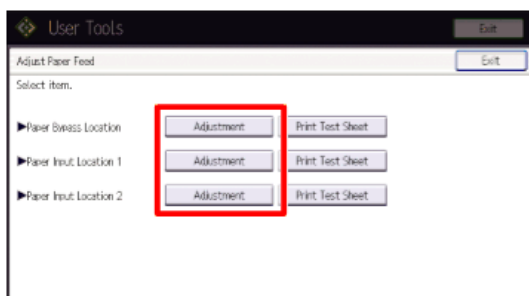 User Tools Exit
Adjust Paper Feed Exit
Select item.
▶Paper Bypass Location Adjustment Print Test Sheet
▶Paper Input Location 1 Adjustment Print Test Sheet
▶Paper Input Location 2 Adjustment Print Test Sheet